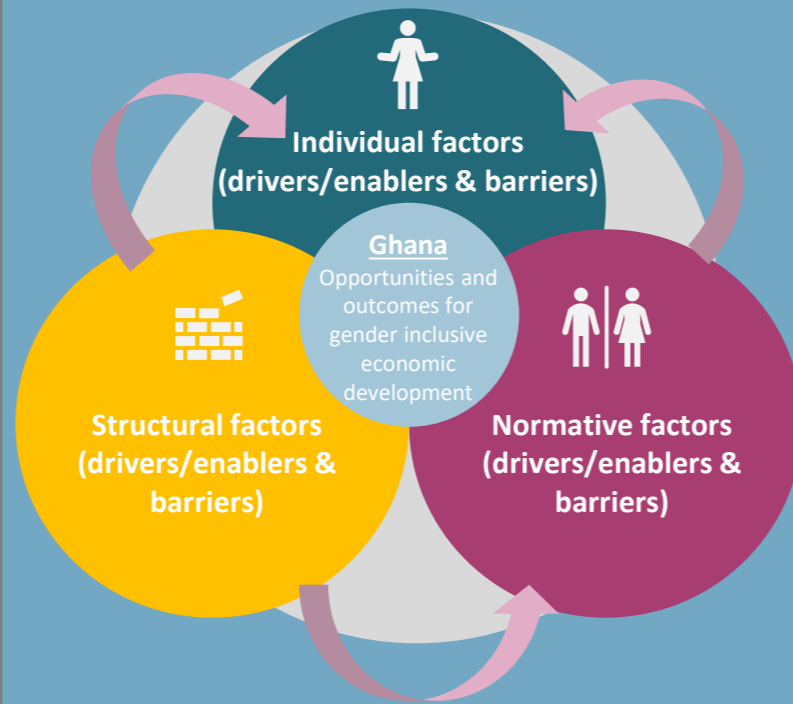 Individual factors
(drivers/enablers & barriers)
Ghana
Opportunities and
outcomes for
gender inclusive
economic
development
Structural factors
(drivers/enablers &
barriers)
Normative factors
(drivers/enablers &
barriers)